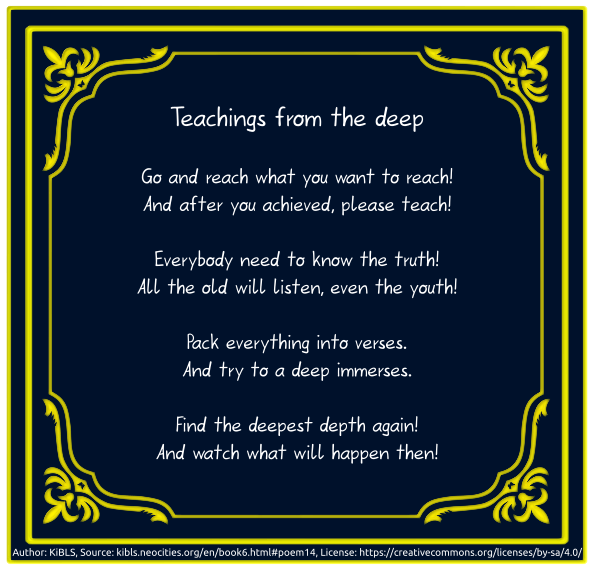 Teachings from the deep
Go and reach what you want to reach!
And after you achieved, please teach!
Everybody need to know the truth!
All the old will listen, even the youth!
Pack everything into verses.
And try to a deep immerses.
Find the deepest depth again!
And watch what will happen then!
Author: KiBLS, Source: kibls.neocities.org/en/book6.html#poem14, License: https://creativecommons.org/licenses/by-sa/4.0/